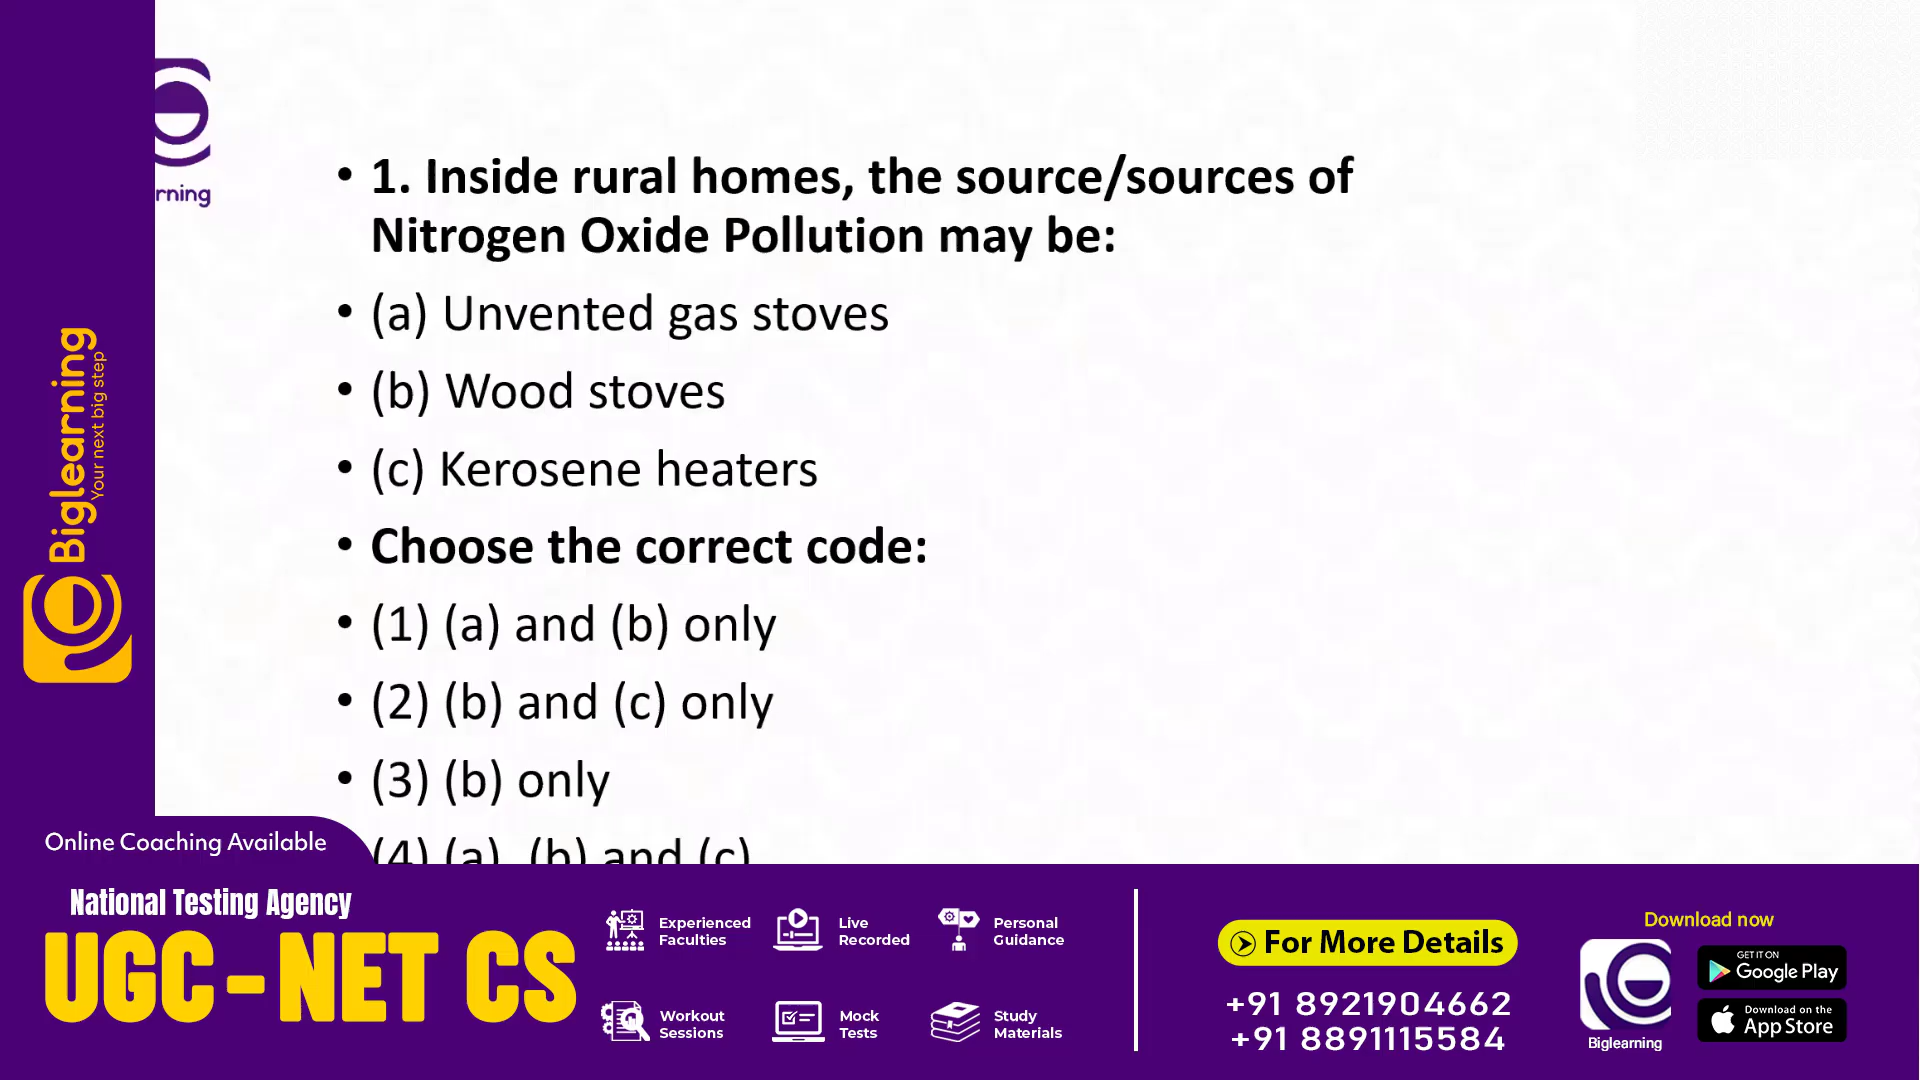 rning
• 1. Inside rural homes, the source/sources of
Nitrogen Oxide Pollution may be:
• (a) Unvented gas stoves
• (b) Wood stoves
• (c) Kerosene heaters
• Choose the correct code:
• (1) (a) and (b) only
• (2) (b) and (c) only
• (3) (b) only
(4) (a), (b) and (c)
Biglearning
Your next big step
Online Coaching Available
National Testing Agency
UGC-NET CS
Experienced
Faculties
Live
Recorded
Personal
Guidance
Workout
Sessions
Mock
Tests
Study
Materials
For More Details
+91 8921904662
+91 8891115584
Download now
Biglearning
GET IT ON
Google Play
Download on the
App Store